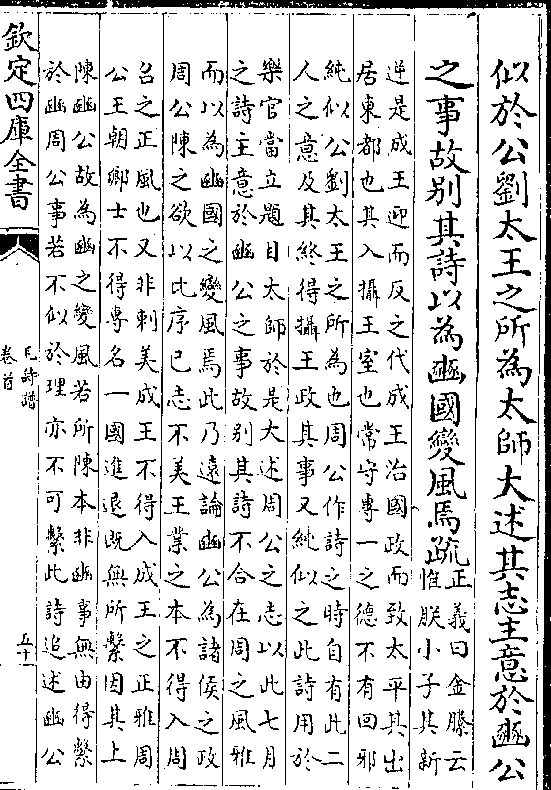 似於公劉太王之所為太師大述其志主意於豳公
之事故别其詩以為豳國變風焉疏
正義曰金縢云
惟朕小子其新
逆是成王迎而反之代成王治國政而致太平其出
居東都也其入攝王室也常守專一之德不有回邪
純似公劉太王之所為也周公作詩之時自有此二
人之意及其終得攝王政其事又純似之此詩用於
樂官當立題目太師於是大述周公之志以此七月
之詩主意於豳公之事故别其詩不合在周之風雅
而以為豳國之變風焉此乃遠論豳公為諸侯之政
周公陳之欲以比序已志不美王業之本不得入周
召之正風也又非刺美成王不得入成王之正雅周
公王朝卿士不得專名一國進退既無所繫因其上
陳豳公故為豳之變風若所陳本非豳事無由得繫
於豳周公事若不似於理亦不可繫此詩追述豳公
欽定四庫全書
毛詩譜
卷首
五十一